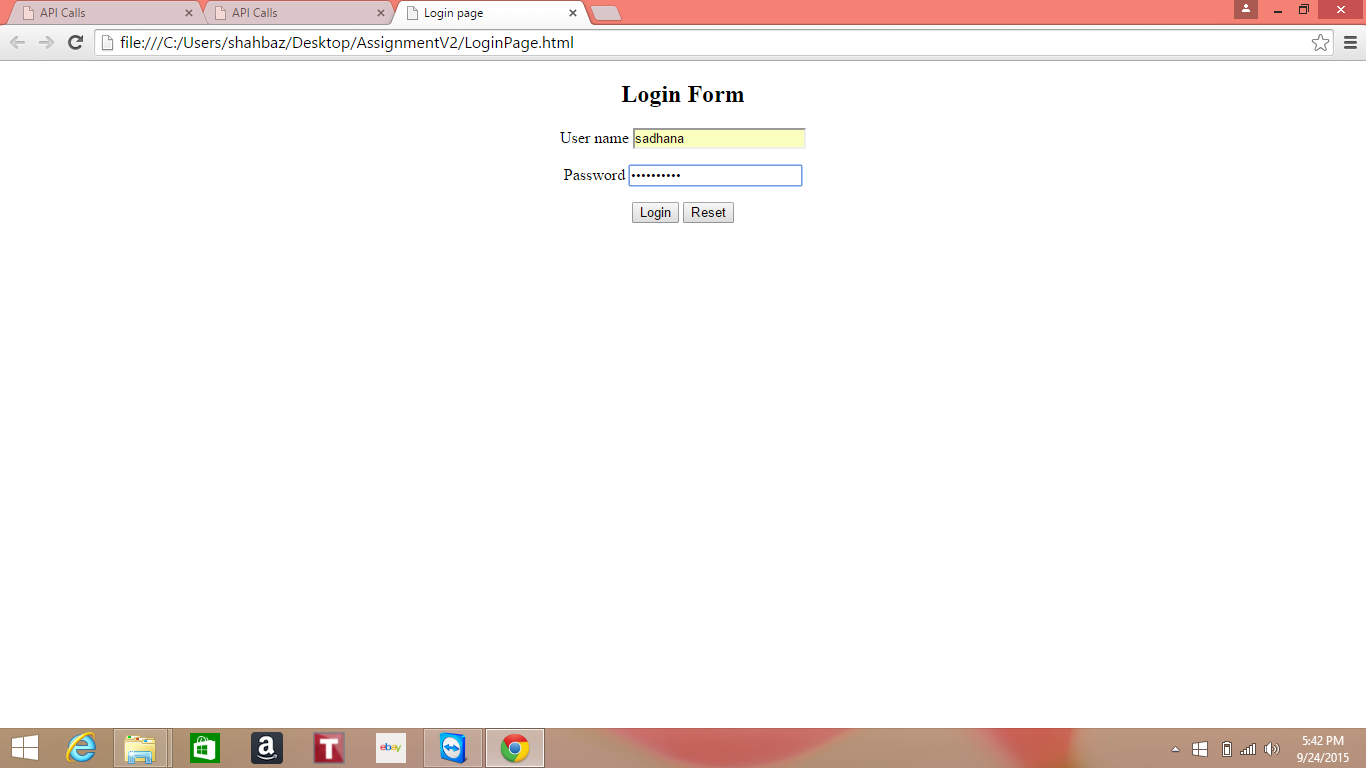 API Calls
API Calls
Login page
file:///C:/Users/shahbaz/Desktop/AssignmentV2/LoginPage.html
Login Form
User name sadhana
Password ••••••••••
Login Reset
a
T
ebay
5:42 PM
9/24/2015